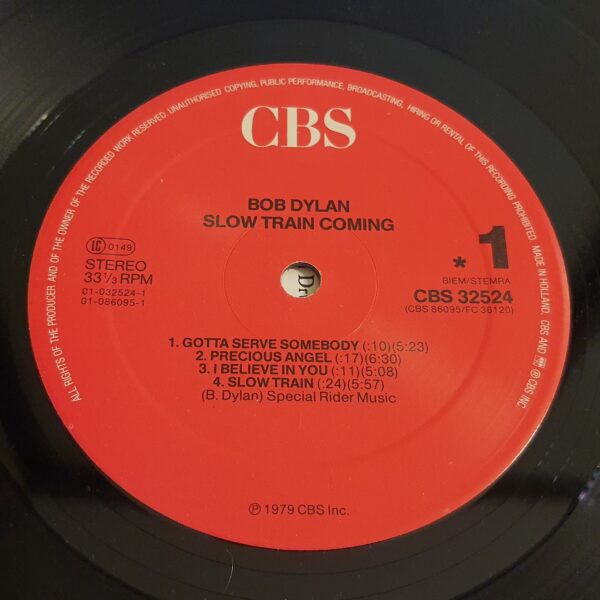 ALL RIGHTS OF THE PRODUCER AND OF THE OWNER OF THE RECORDED WORK RESERVED. UNAUTHORISED COPYING, PUBLIC PERFORMANCE, BROADCASTING, HIRING OR RENTAL OF THIS RECORDING PROHIBITED. MADE IN HOLLAND. CBS AND ® CBS INC.
CBS
BOB DYLAN
SLOW TRAIN COMING
LC 0149
STEREO
33 1/3 RPM
01-032524-1
01-086095-1
* 1
BIEM/STEMRA
CBS 32524
(CBS 86095/FC 36120)
1. GOTTA SERVE SOMEBODY (:10)(5:23)
2. PRECIOUS ANGEL (:17)(6:30)
3. I BELIEVE IN YOU (:11)(5:08)
4. SLOW TRAIN (:24)(5:57)
(B. Dylan) Special Rider Music
℗ 1979 CBS Inc.